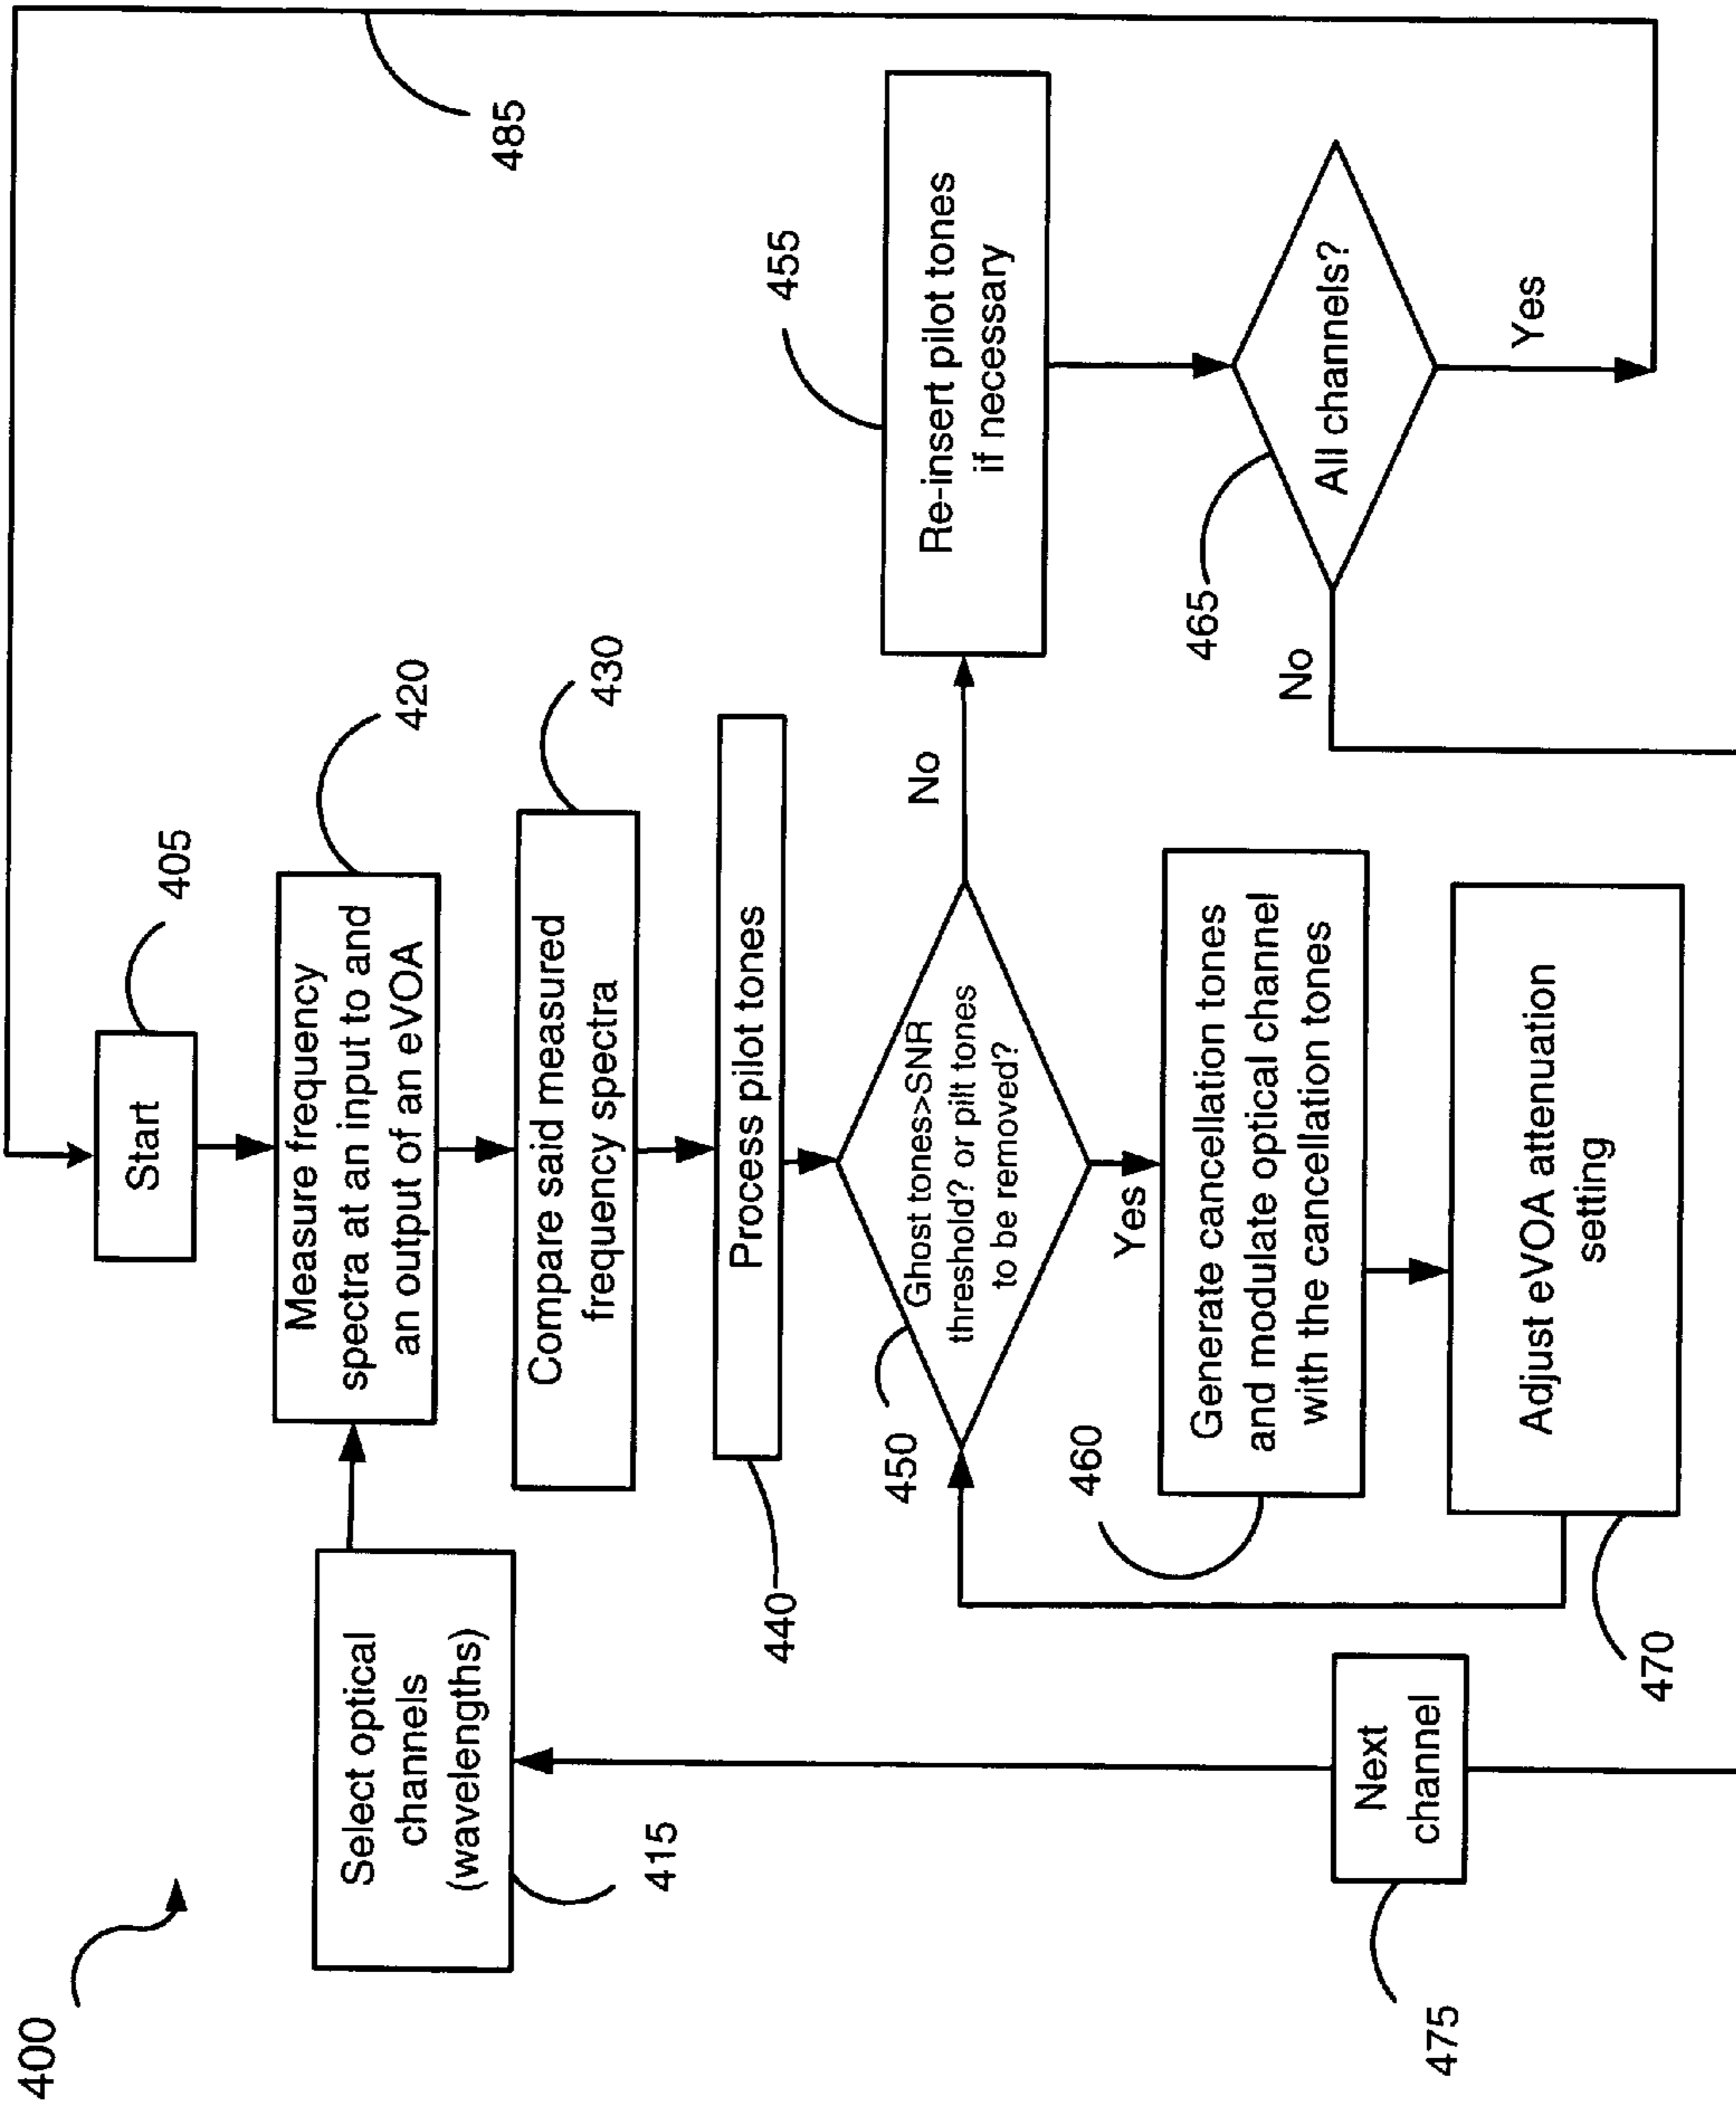 400
Start
405
Select optical
channels
(wavelengths)
415
Measure frequency
spectra at an input to and
an output of an eVOA
420
Compare said measured
frequency spectra
430
Process pilot tones
440
Ghost tones>SNR
threshold? or pilt tones
to be removed?
450
No
Yes
Re-insert pilot tones
if necessary
455
Generate cancellation tones
and modulate optical channel
with the cancellation tones
460
All channels?
465
No
Yes
Adjust eVOA attenuation
setting
470
Next
channel
475
485